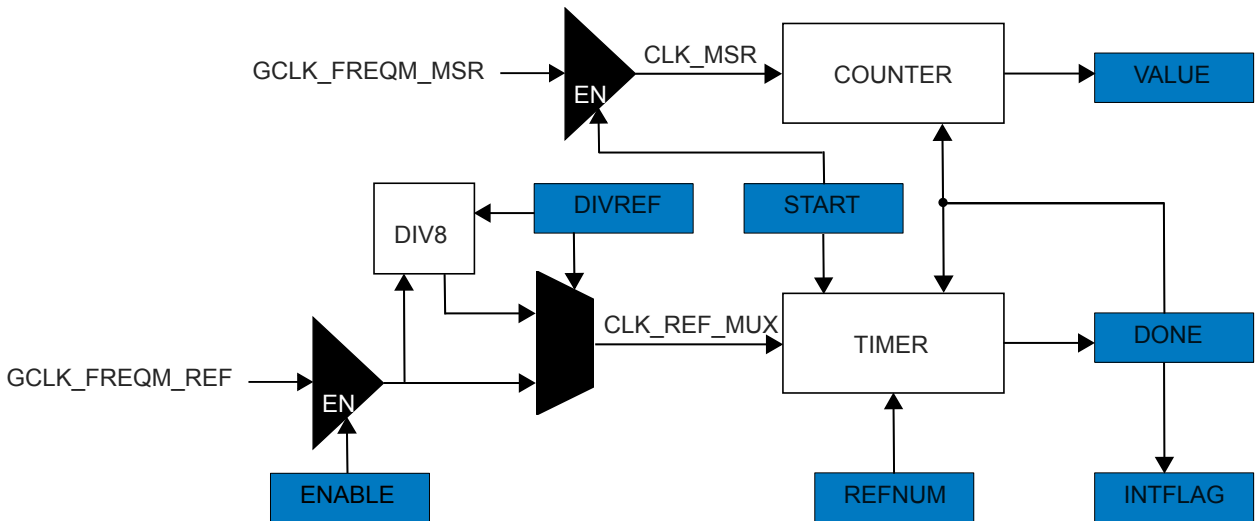 CLK_MSR
GCLK_FREQM_MSR
COUNTER
VALUE
EN
DIVREF
START
DIV8
CLK_REF_MUX
TIMER
DONE
GCLK_FREQM_REF
EN
ENABLE
REFNUM
INTFLAG